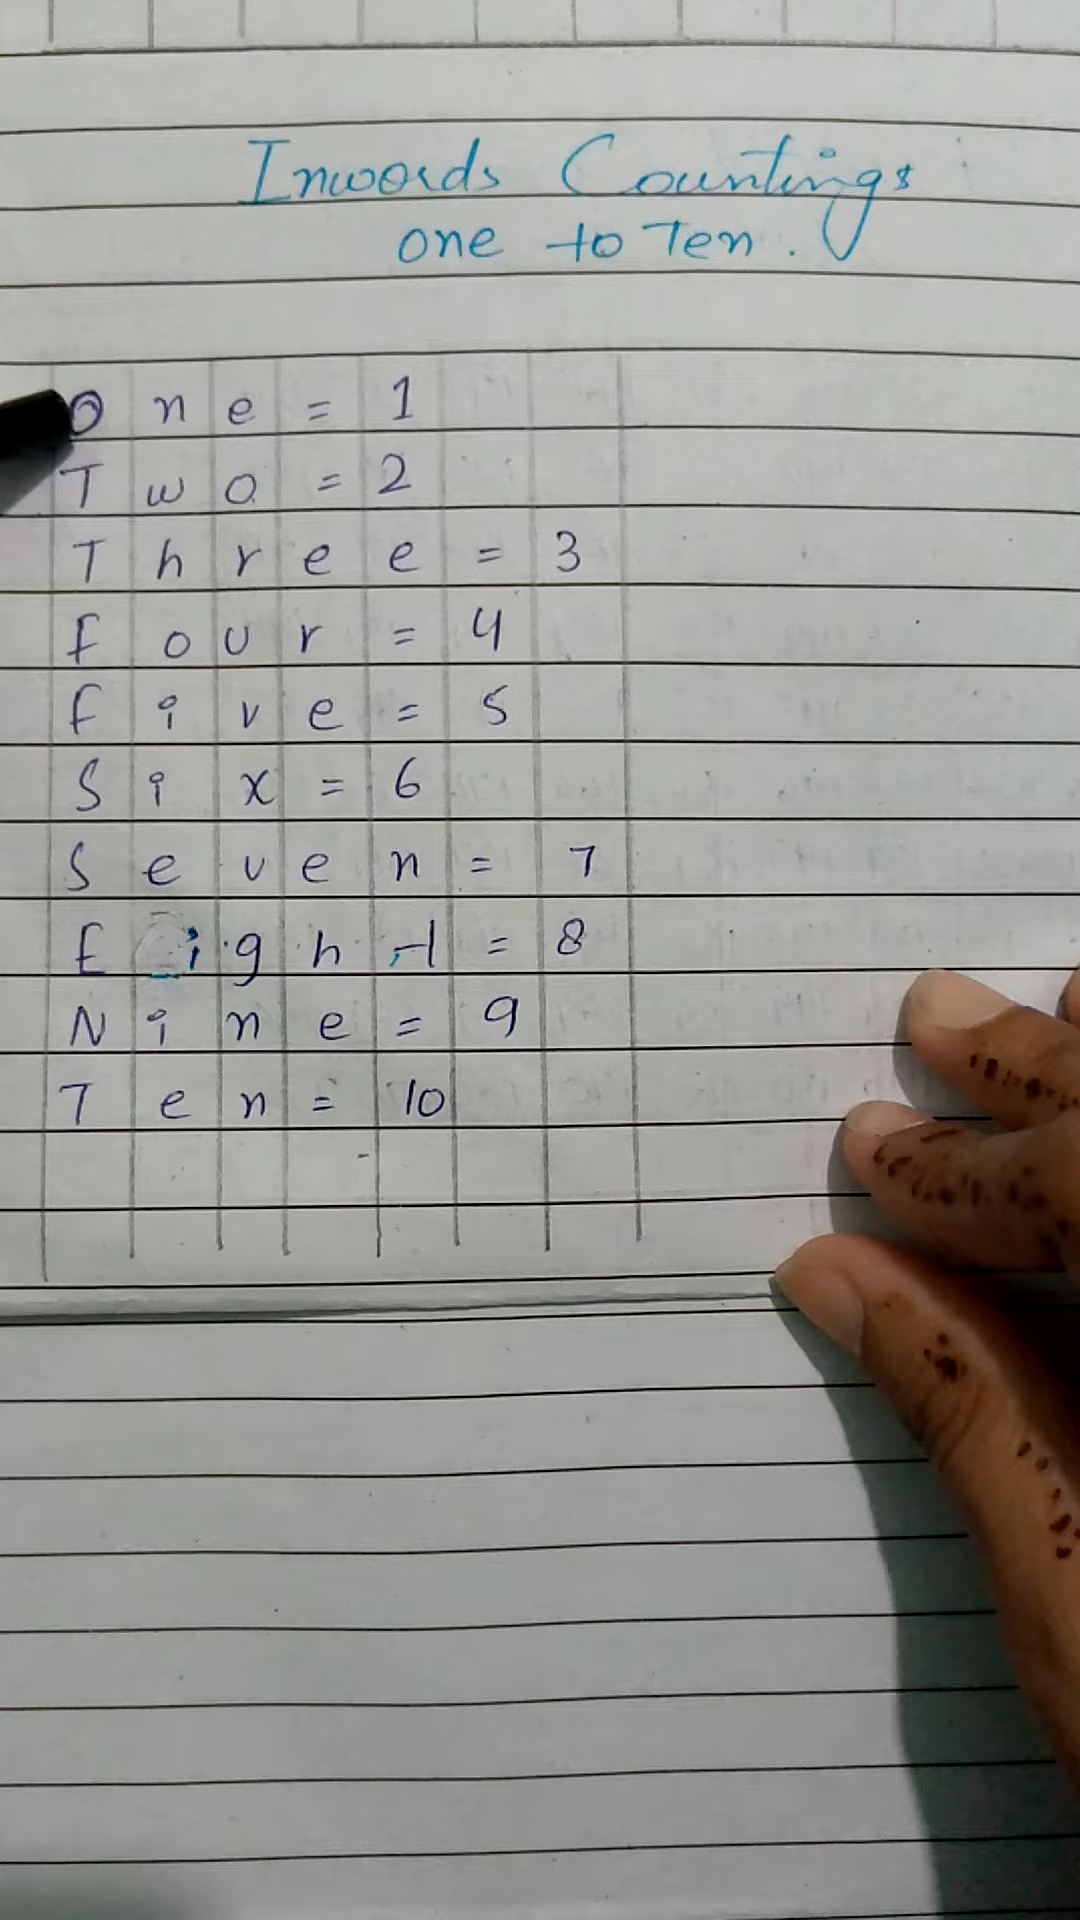 Inwords Countings
one to Ten.
One = 1
Two = 2
Three = 3
Four = 4
Five = 5
Six = 6
Seven = 7
Eight = 8
Nine = 9
Ten = 10